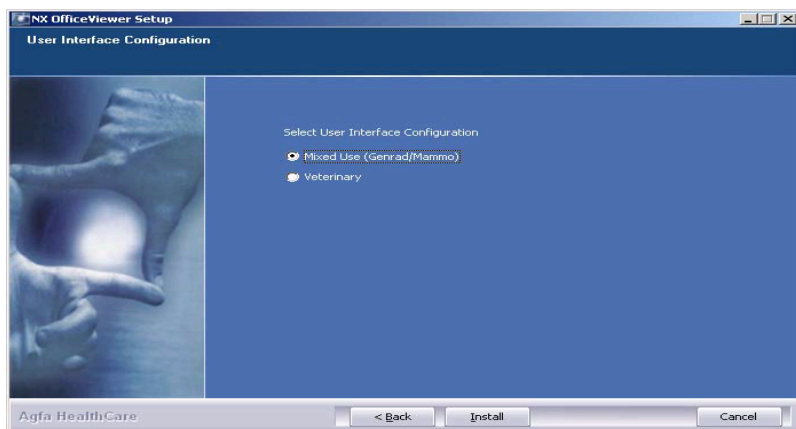 NX OfficeViewer Setup
User Interface Configuration
Select User Interface Configuration
Mixed Use (Genrad/Mammo)
Veterinary
Agfa HealthCare
< Back
Install
Cancel